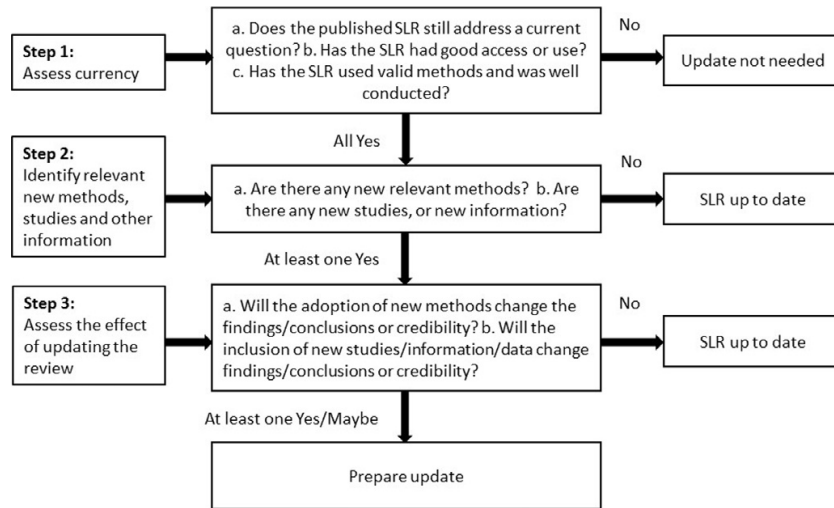 Step 1:
Assess currency
a. Does the published SLR still address a current
question? b. Has the SLR had good access or use?
c. Has the SLR used valid methods and was well
conducted?
No
Update not needed
All Yes
Step 2:
Identify relevant
new methods,
studies and other
information
a. Are there any new relevant methods? b. Are
there any new studies, or new information?
No
SLR up to date
At least one Yes
Step 3:
Assess the effect
of updating the
review
a. Will the adoption of new methods change the
findings/conclusions or credibility? b. Will the
inclusion of new studies/information/data change
findings/conclusions or credibility?
No
SLR up to date
At least one Yes/Maybe
Prepare update